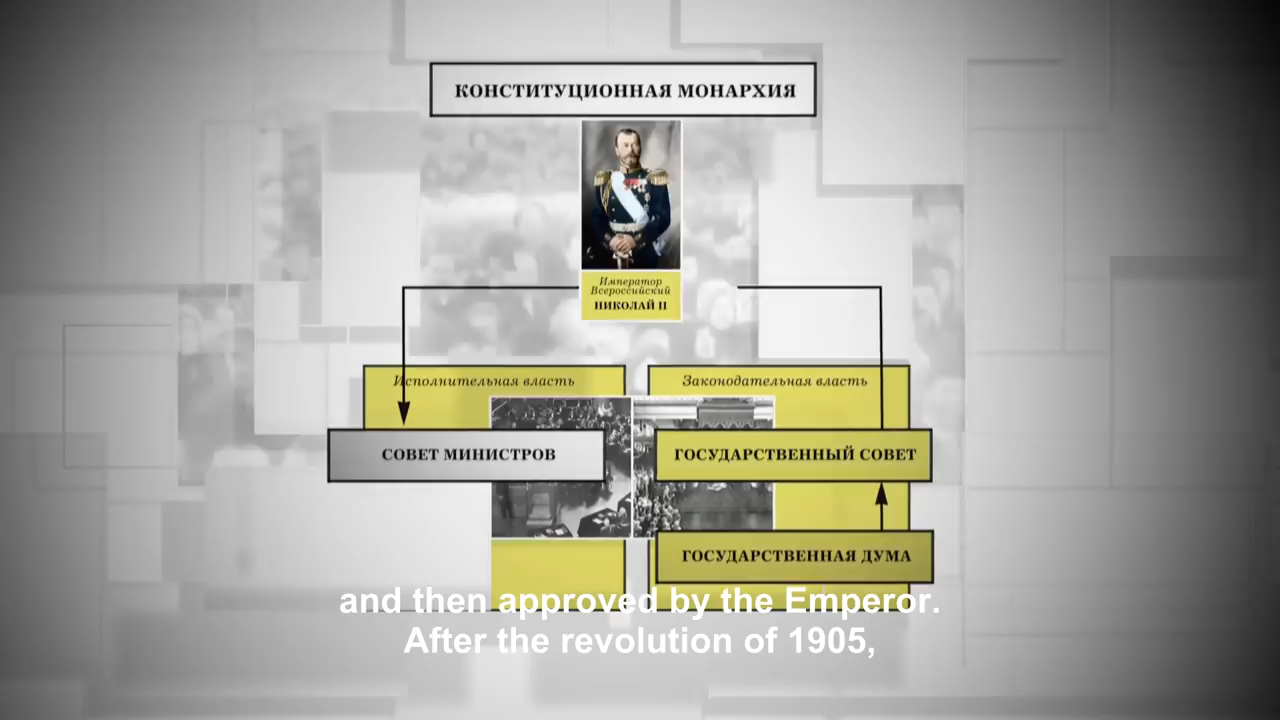 КОНСТИТУЦИОННАЯ МОНАРХИЯ
Император
Всероссийский
НИКОЛАЙ II
Исполнительная власть
Законодательная власть
СОВЕТ МИНИСТРОВ
ГОСУДАРСТВЕННЫЙ СОВЕТ
ГОСУДАРСТВЕННАЯ ДУМА
and then approved by the Emperor.
After the revolution of 1905,